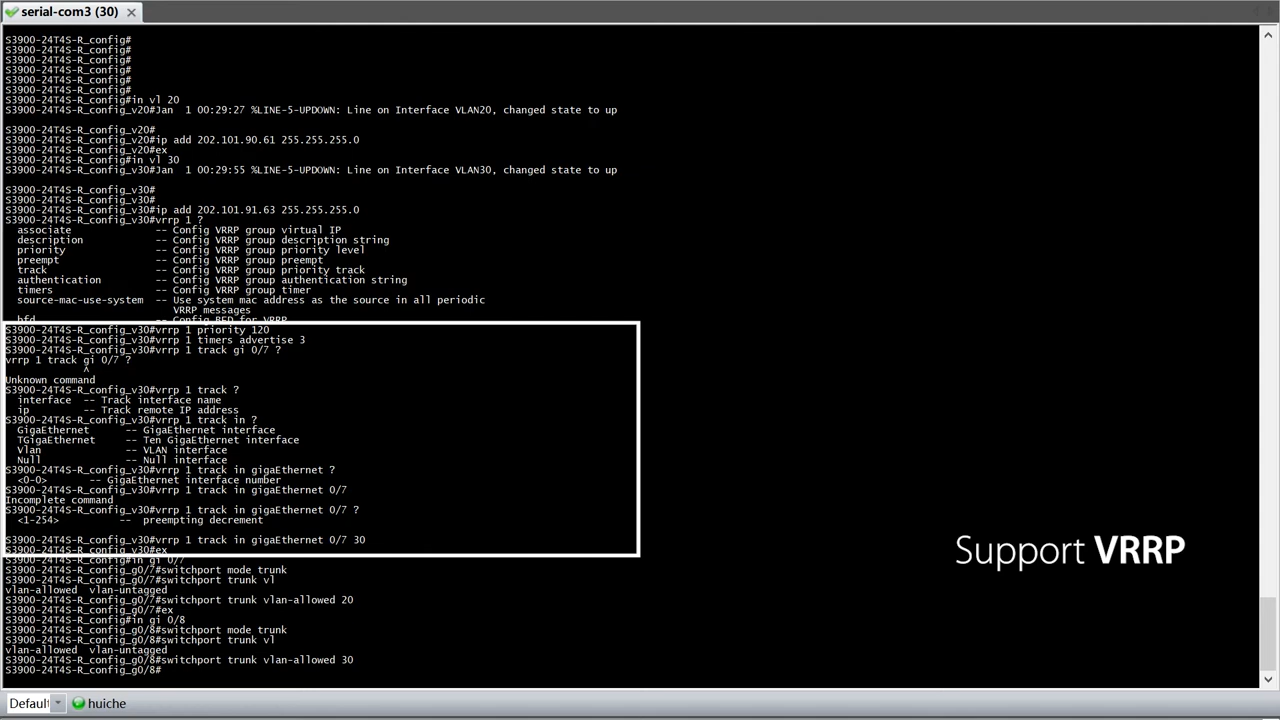 serial-com3 (30)
S3900-24T4S-R_config#
S3900-24T4S-R_config#
S3900-24T4S-R_config#
S3900-24T4S-R_config#
S3900-24T4S-R_config#
S3900-24T4S-R_config#
S3900-24T4S-R_config#in vl 20
S3900-24T4S-R_config_v20#Jan  1 00:29:27 %LINE-5-UPDOWN: Line on Interface VLAN20, changed state to up
S3900-24T4S-R_config_v20#
S3900-24T4S-R_config_v20#ip add 202.101.90.61 255.255.255.0
S3900-24T4S-R_config_v20#ex
S3900-24T4S-R_config#in vl 30
S3900-24T4S-R_config_v30#Jan  1 00:29:55 %LINE-5-UPDOWN: Line on Interface VLAN30, changed state to up
S3900-24T4S-R_config_v30#
S3900-24T4S-R_config_v30#
S3900-24T4S-R_config_v30#ip add 202.101.91.63 255.255.255.0
S3900-24T4S-R_config_v30#vrrp 1 ?
associate -- Config VRRP group virtual IP
description -- Config VRRP group description string
priority -- Config VRRP group priority level
preempt -- Config VRRP group preempt
track -- Config VRRP group priority track
authentication -- Config VRRP group authentication string
timers -- Config VRRP group timer
source-mac-use-system -- Use system mac address as the source in all periodic
VRRP messages
bfd -- Config BFD for VRRP
S3900-24T4S-R_config_v30#vrrp 1 priority 120
S3900-24T4S-R_config_v30#vrrp 1 timers advertise 3
S3900-24T4S-R_config_v30#vrrp 1 track gi 0/7 ?
vrrp 1 track gi 0/7 ?
^
Unknown command
S3900-24T4S-R_config_v30#vrrp 1 track ?
interface -- Track interface name
ip -- Track remote IP address
S3900-24T4S-R_config_v30#vrrp 1 track in ?
GigaEthernet -- GigaEthernet interface
TGigaEthernet -- Ten GigaEthernet interface
Vlan -- VLAN interface
Null -- Null interface
S3900-24T4S-R_config_v30#vrrp 1 track in gigaEthernet ?
<0-0> -- GigaEthernet interface number
S3900-24T4S-R_config_v30#vrrp 1 track in gigaEthernet 0/7
Incomplete command
S3900-24T4S-R_config_v30#vrrp 1 track in gigaEthernet 0/7 ?
<1-254> -- preempting decrement
S3900-24T4S-R_config_v30#vrrp 1 track in gigaEthernet 0/7 30
S3900-24T4S-R_config_v30#ex
S3900-24T4S-R_config#in gi 0/7
S3900-24T4S-R_config_g0/7#switchport mode trunk
S3900-24T4S-R_config_g0/7#switchport trunk vl
vlan-allowed  vlan-untagged
S3900-24T4S-R_config_g0/7#switchport trunk vlan-allowed 20
S3900-24T4S-R_config_g0/7#ex
S3900-24T4S-R_config#in gi 0/8
S3900-24T4S-R_config_g0/8#switchport mode trunk
S3900-24T4S-R_config_g0/8#switchport trunk vl
vlan-allowed  vlan-untagged
S3900-24T4S-R_config_g0/8#switchport trunk vlan-allowed 30
S3900-24T4S-R_config_g0/8#
Support VRRP
Default
huiche